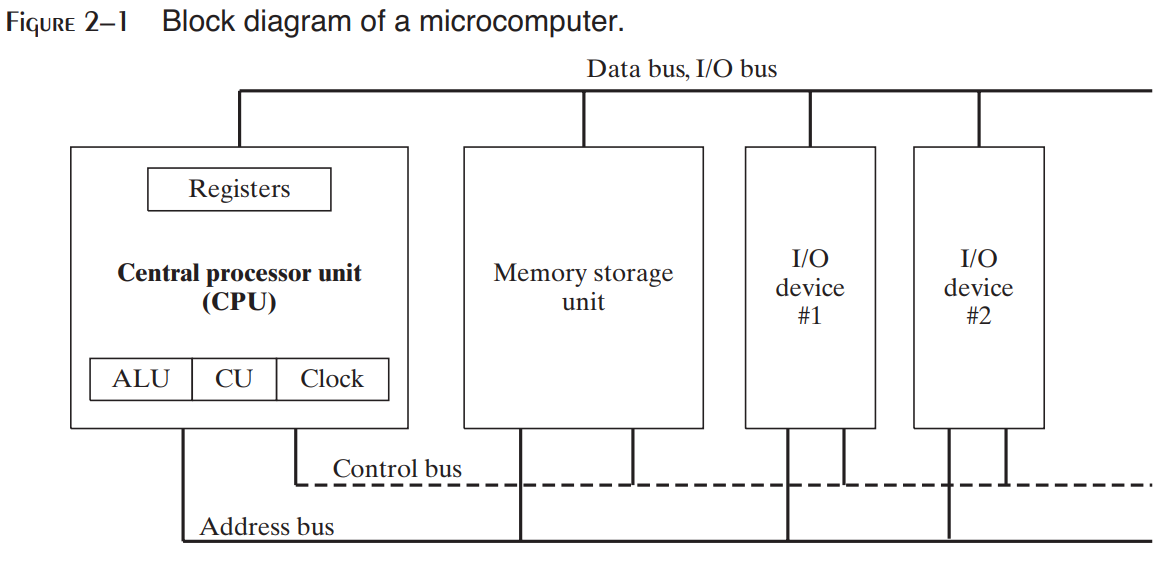 FIGURE 2–1 Block diagram of a microcomputer.
Data bus, I/O bus
Registers
Central processor unit
(CPU)
ALU CU Clock
Memory storage
unit
I/O
device
#1
I/O
device
#2
Control bus
Address bus